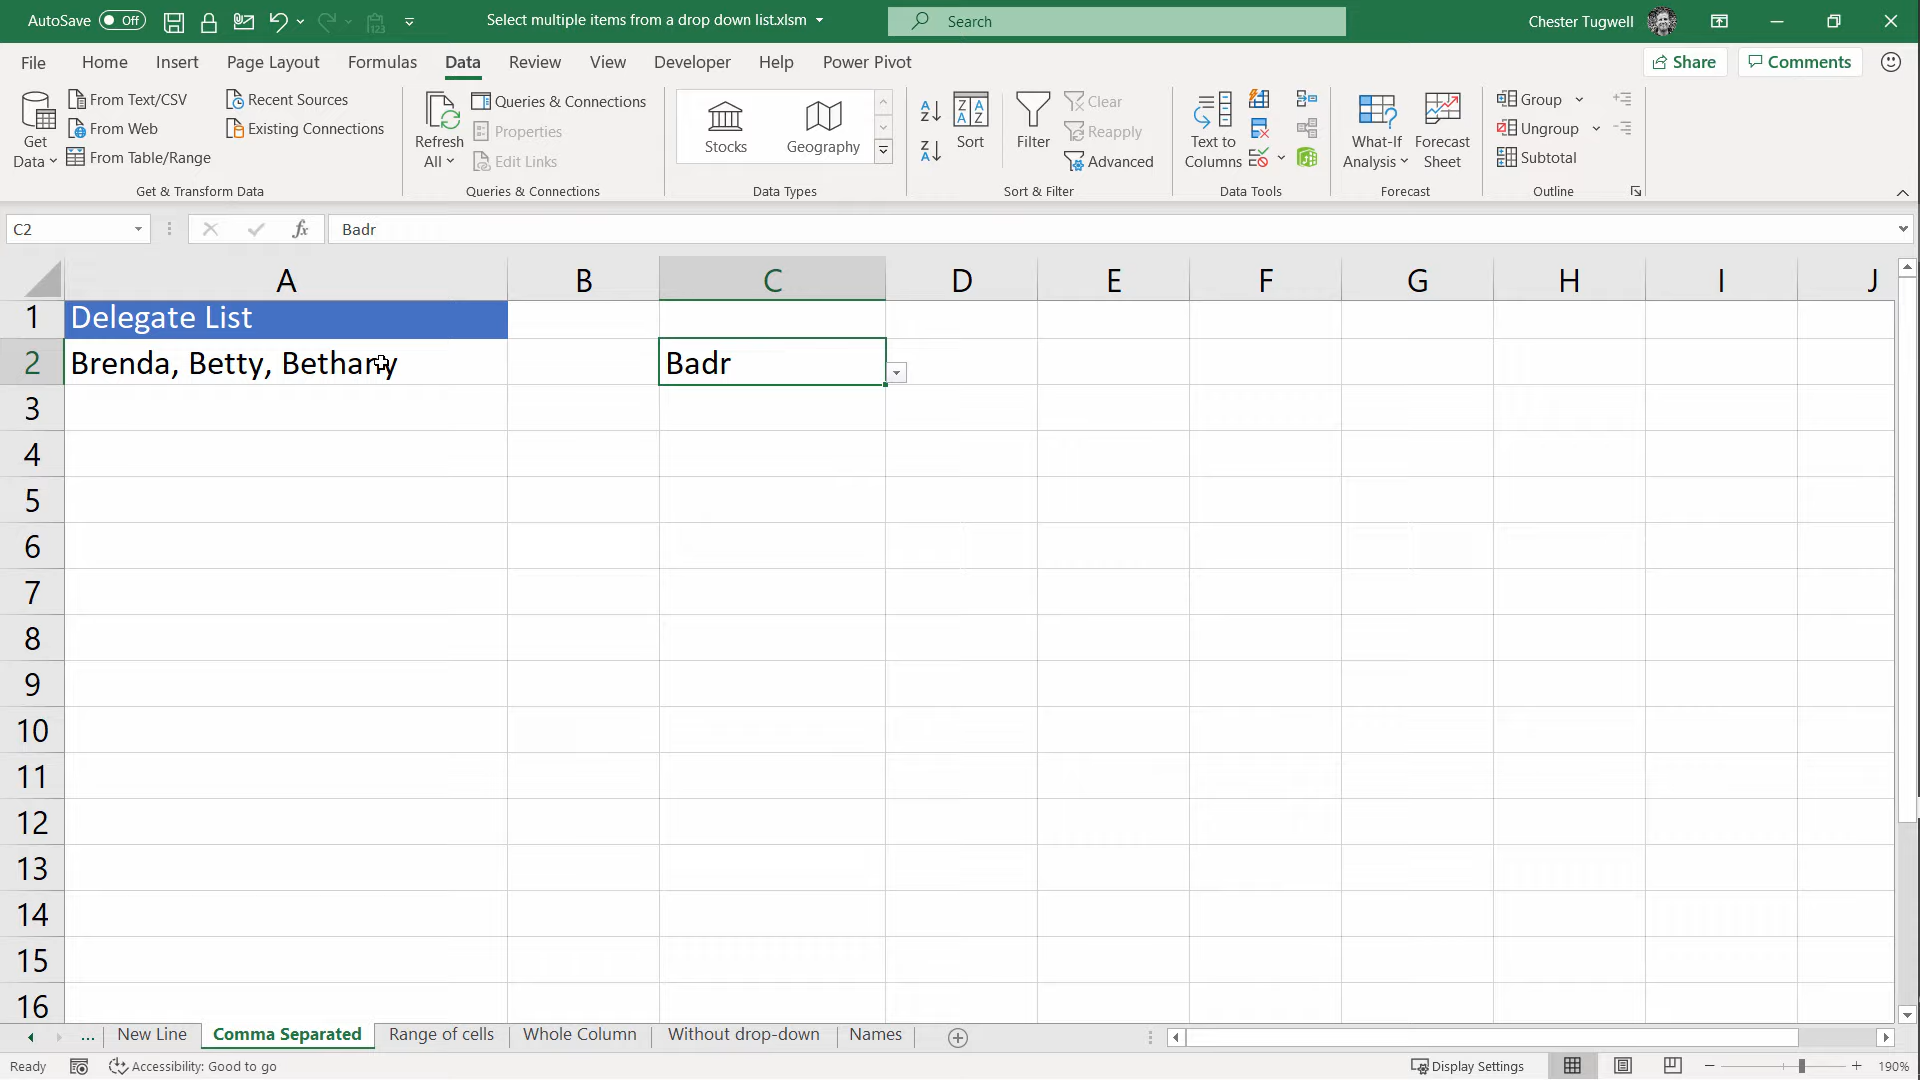 AutoSave Off Select multiple items from a drop down list.xlsm Search Chester Tugwell
File Home Insert Page Layout Formulas Data Review View Developer Help Power Pivot Share Comments
Get Data
From Text/CSV
From Web
From Table/Range
Recent Sources
Existing Connections
Get & Transform Data
Refresh All
Queries & Connections
Properties
Edit Links
Queries & Connections
Stocks
Geography
Data Types
Sort
Filter
Clear
Reapply
Advanced
Sort & Filter
Text to Columns
Data Tools
What-If Analysis
Forecast Sheet
Forecast
Group
Ungroup
Subtotal
Outline
C2 fx Badr
A B C D E F G H I J
1 Delegate List
2 Brenda, Betty, Bethany Badr
3
4
5
6
7
8
9
10
11
12
13
14
15
16
... New Line Comma Separated Range of cells Whole Column Without drop-down Names
Ready Accessibility: Good to go Display Settings 190%